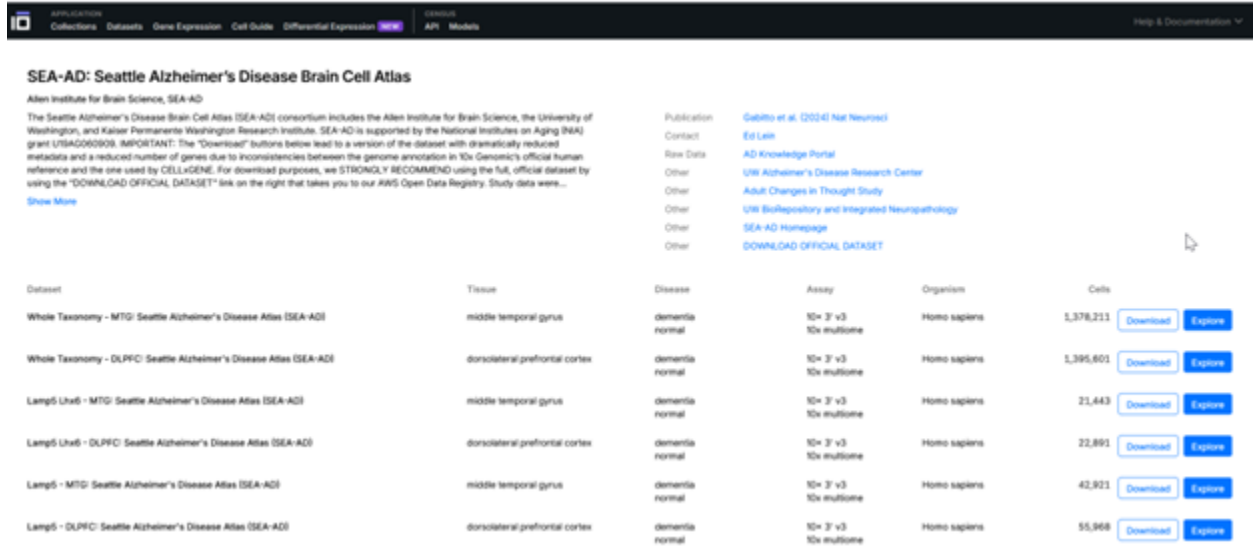 APPLICATION
Collections Datasets Gene Expression Cell Guide Differential Expression NEW
CENSUS
API Models
Help & Documentation
SEA-AD: Seattle Alzheimer's Disease Brain Cell Atlas
Allen Institute for Brain Science, SEA-AD
The Seattle Alzheimer's Disease Brain Cell Atlas (SEA-AD) consortium includes the Allen Institute for Brain Science, the University of
Washington, and Kaiser Permanente Washington Research Institute. SEA-AD is supported by the National Institutes on Aging (NIA)
grant U19AG060909. IMPORTANT: The "Download" buttons below lead to a version of the dataset with dramatically reduced
metadata and a reduced number of genes due to inconsistencies between the genome annotation in 10x Genomic's official human
reference and the one used by CELLxGENE. For download purposes, we STRONGLY RECOMMEND using the full, official dataset by
using the "DOWNLOAD OFFICIAL DATASET" link on the right that takes you to our AWS Open Data Registry. Study data were...
Show More
Publication Gabitto et al. (2024) Nat Neurosci
Contact Ed Lein
Raw Data AD Knowledge Portal
Other UW Alzheimer's Disease Research Center
Other Adult Changes in Thought Study
Other UW BioRepository and Integrated Neuropathology
Other SEA-AD Homepage
Other DOWNLOAD OFFICIAL DATASET
Dataset Tissue Disease Assay Organism Cells
Whole Taxonomy - MTG: Seattle Alzheimer's Disease Atlas (SEA-AD) middle temporal gyrus dementia 10x 3' v3 Homo sapiens 1,378,211 Download Explore
normal 10x multiome
Whole Taxonomy - DLPFC: Seattle Alzheimer's Disease Atlas (SEA-AD) dorsolateral prefrontal cortex dementia 10x 3' v3 Homo sapiens 1,395,601 Download Explore
normal 10x multiome
Lamp5 Lhx6 - MTG: Seattle Alzheimer's Disease Atlas (SEA-AD) middle temporal gyrus dementia 10x 3' v3 Homo sapiens 21,443 Download Explore
normal 10x multiome
Lamp5 Lhx6 - DLPFC: Seattle Alzheimer's Disease Atlas (SEA-AD) dorsolateral prefrontal cortex dementia 10x 3' v3 Homo sapiens 22,891 Download Explore
normal 10x multiome
Lamp5 - MTG: Seattle Alzheimer's Disease Atlas (SEA-AD) middle temporal gyrus dementia 10x 3' v3 Homo sapiens 42,921 Download Explore
normal 10x multiome
Lamp5 - DLPFC: Seattle Alzheimer's Disease Atlas (SEA-AD) dorsolateral prefrontal cortex dementia 10x 3' v3 Homo sapiens 55,968 Download Explore
normal 10x multiome